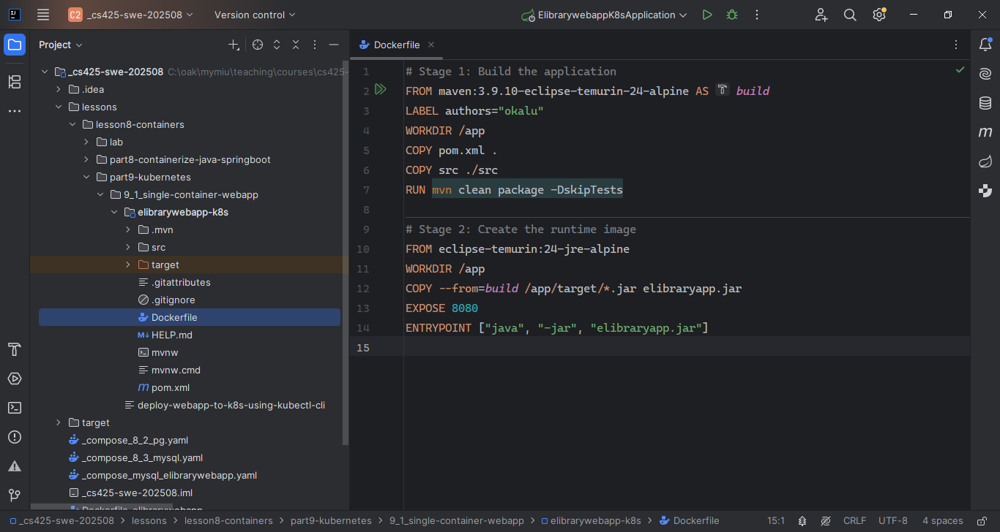 C2 _cs425-swe-202508 Version control ElibrarywebappK8sApplication
Project
Dockerfile
_cs425-swe-202508 C:\oak\mymiu\teaching\courses\cs425-
.idea
lessons
lesson8-containers
lab
part8-containerize-java-springboot
part9-kubernetes
9_1_single-container-webapp
elibrarywebapp-k8s
.mvn
src
target
.gitattributes
.gitignore
Dockerfile
M↓ HELP.md
mvnw
mvnw.cmd
m pom.xml
deploy-webapp-to-k8s-using-kubectl-cli
target
_compose_8_2_pg.yaml
_compose_8_3_mysql.yaml
_compose_mysql_elibrarywebapp.yaml
_cs425-swe-202508.iml
Dockerfile_elibrarywebapp
1 # Stage 1: Build the application
2 FROM maven:3.9.10-eclipse-temurin-24-alpine AS build
3 LABEL authors="okalu"
4 WORKDIR /app
5 COPY pom.xml .
6 COPY src ./src
7 RUN mvn clean package -DskipTests
8
9 # Stage 2: Create the runtime image
10 FROM eclipse-temurin:24-jre-alpine
11 WORKDIR /app
12 COPY --from=build /app/target/*.jar elibraryapp.jar
13 EXPOSE 8080
14 ENTRYPOINT ["java", "-jar", "elibraryapp.jar"]
15
m
_cs425-swe-202508 > lessons > lesson8-containers > part9-kubernetes > 9_1_single-container-webapp > elibrarywebapp-k8s > Dockerfile 15:1 CRLF UTF-8 4 spaces